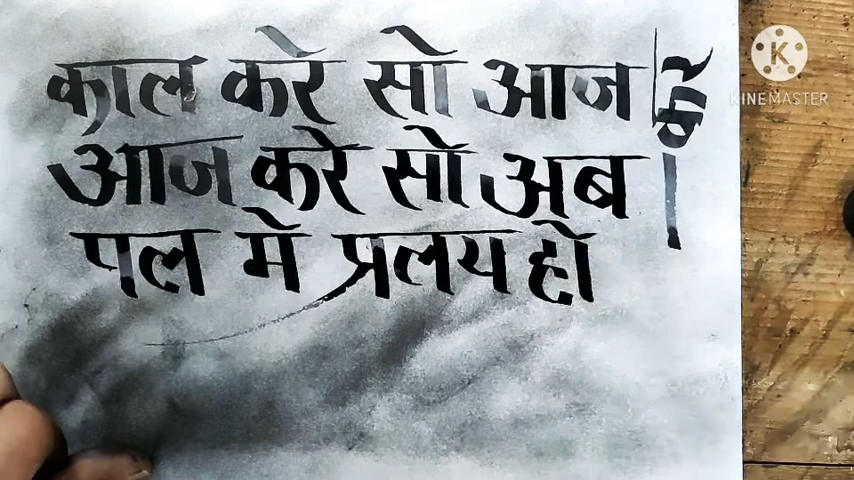 काल करे सो आज कर
आज करे सो अब
पल मे प्रलय हो
KINEMASTER